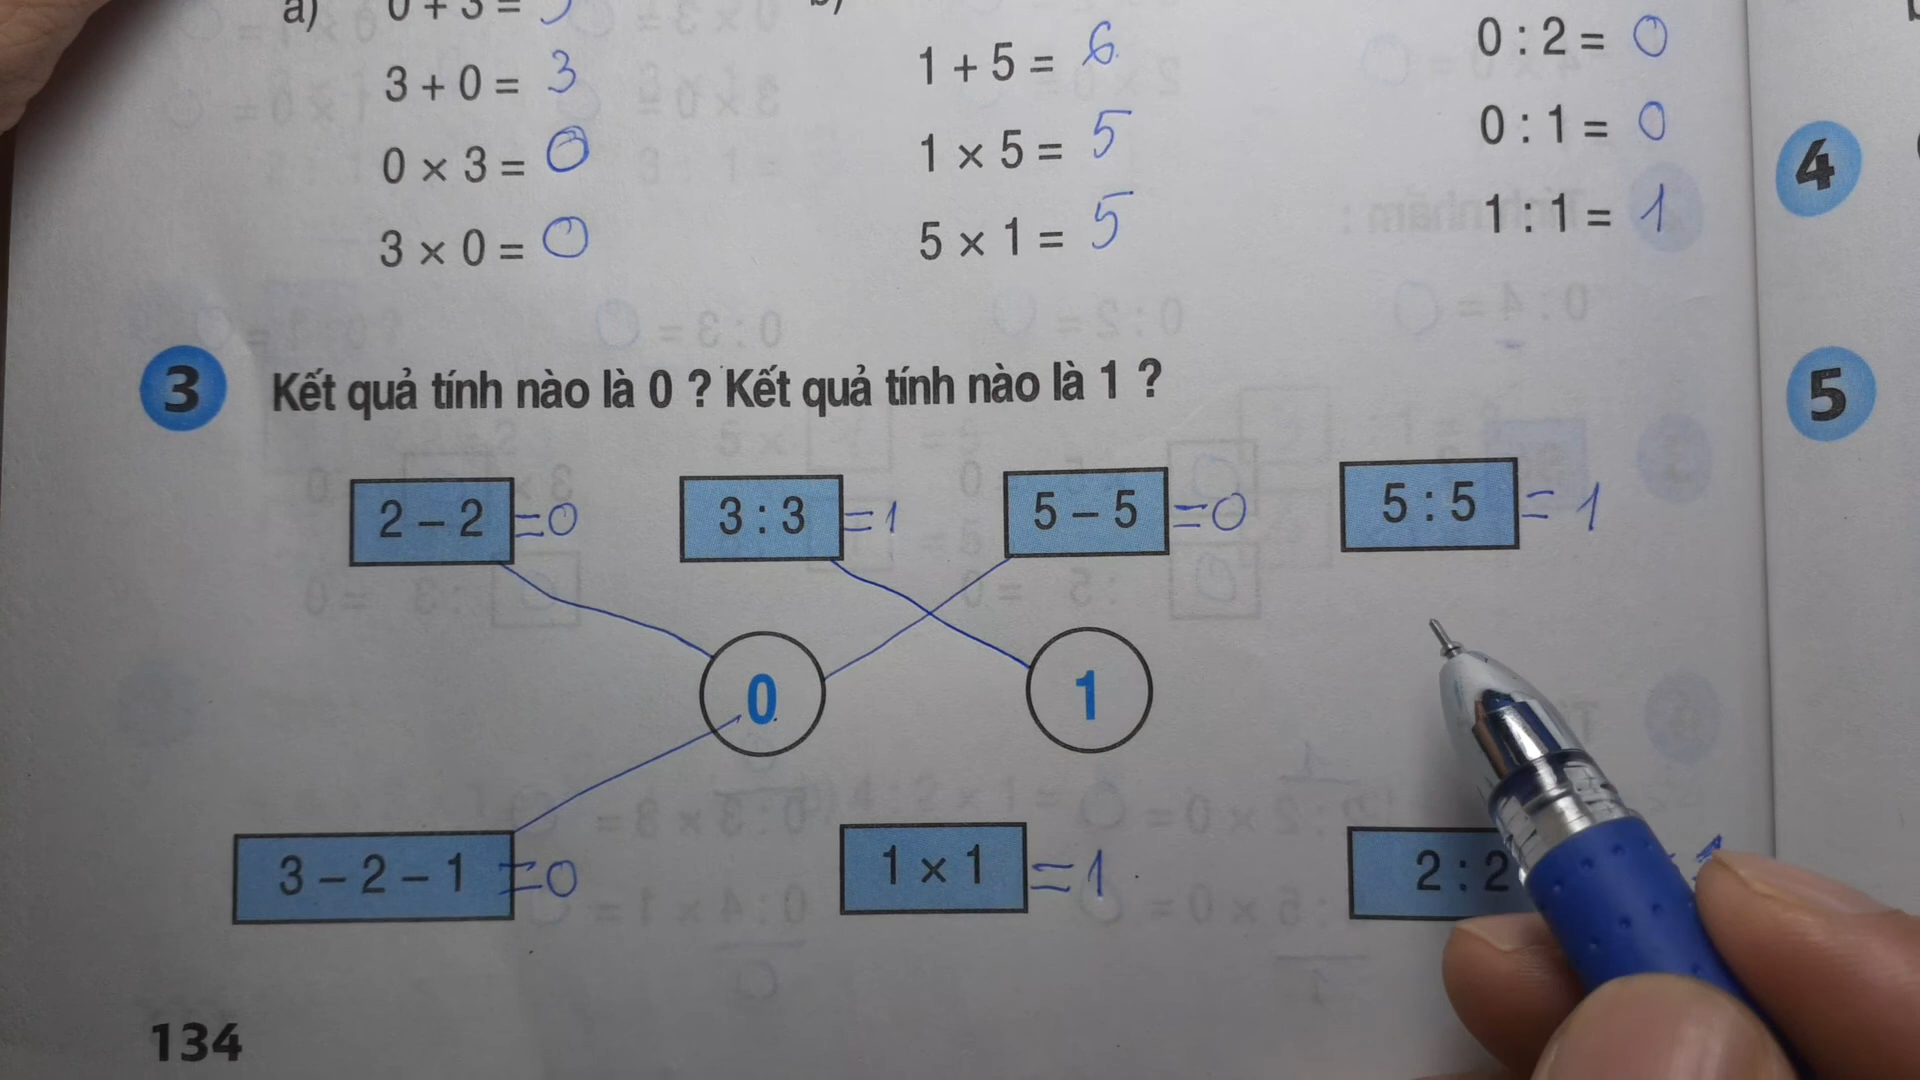 a) 0 + 3 = 3
3 + 0 = 3
0 × 3 = 0
3 × 0 = 0
b)
1 + 5 = 6
1 × 5 = 5
5 × 1 = 5
0 : 2 = 0
0 : 1 = 0
1 : 1 = 1
3 Kết quả tính nào là 0 ? Kết quả tính nào là 1 ?
2 – 2 =0
3 : 3 =1
5 – 5 =0
5 : 5 = 1
0
1
3 – 2 – 1 =0
1 × 1 =1
2 : 2
134
4
5